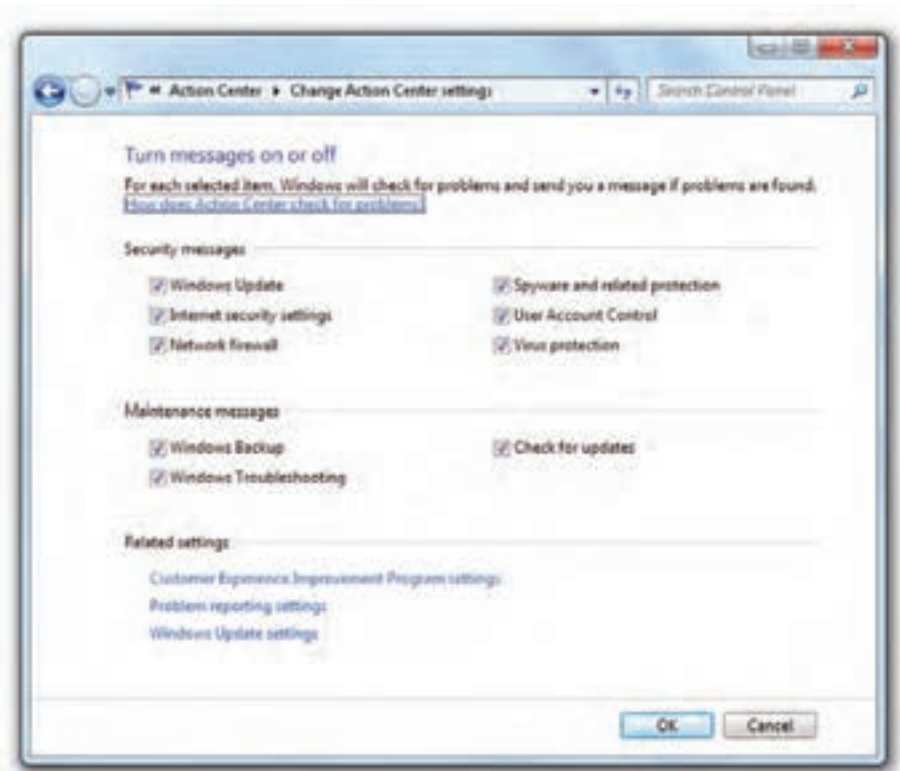 « Action Center ▸ Change Action Center settings
Search Control Panel
Turn messages on or off
For each selected item, Windows will check for problems and send you a message if problems are found.
How does Action Center check for problems?
Security messages
Windows Update
Spyware and related protection
Internet security settings
User Account Control
Network firewall
Virus protection
Maintenance messages
Windows Backup
Check for updates
Windows Troubleshooting
Related settings
Customer Experience Improvement Program settings
Problem reporting settings
Windows Update settings
OK
Cancel